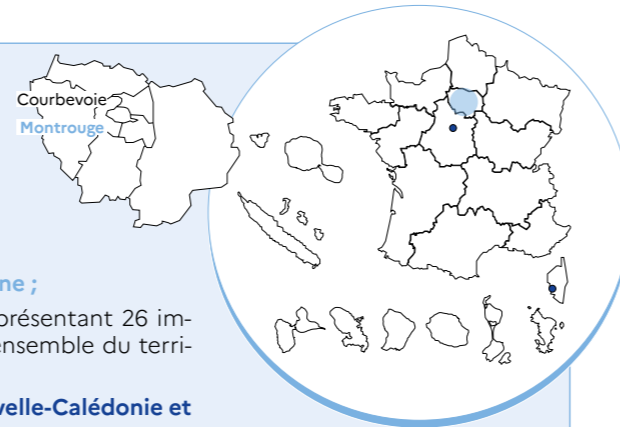 Courbevoie
Montrouge
ne ;
présentant 26 im-
ensemble du terri-
velle-Calédonie et